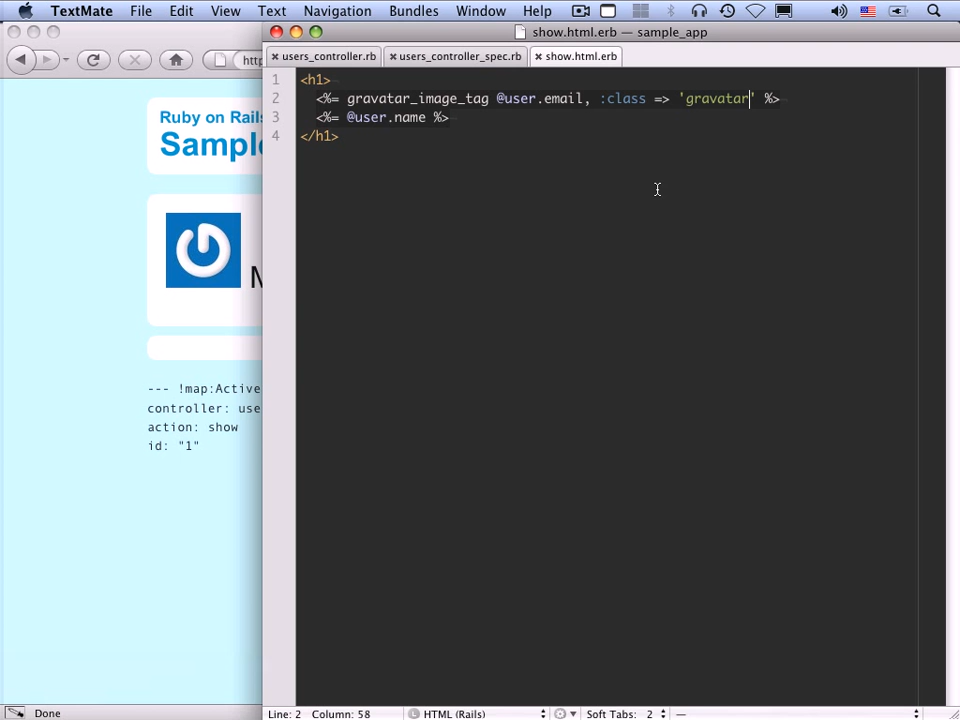 TextMate File Edit View Text Navigation Bundles Window Help
show.html.erb — sample_app
users_controller.rb users_controller_spec.rb show.html.erb
1 <h1>
2 <%= gravatar_image_tag @user.email, :class => 'gravatar' %>
3 <%= @user.name %>
4 </h1>
http
Ruby on Rails
Sample
--- !map:Active
controller: use
action: show
id: "1"
Done
Line: 2 Column: 58 HTML (Rails) Soft Tabs: 2 —